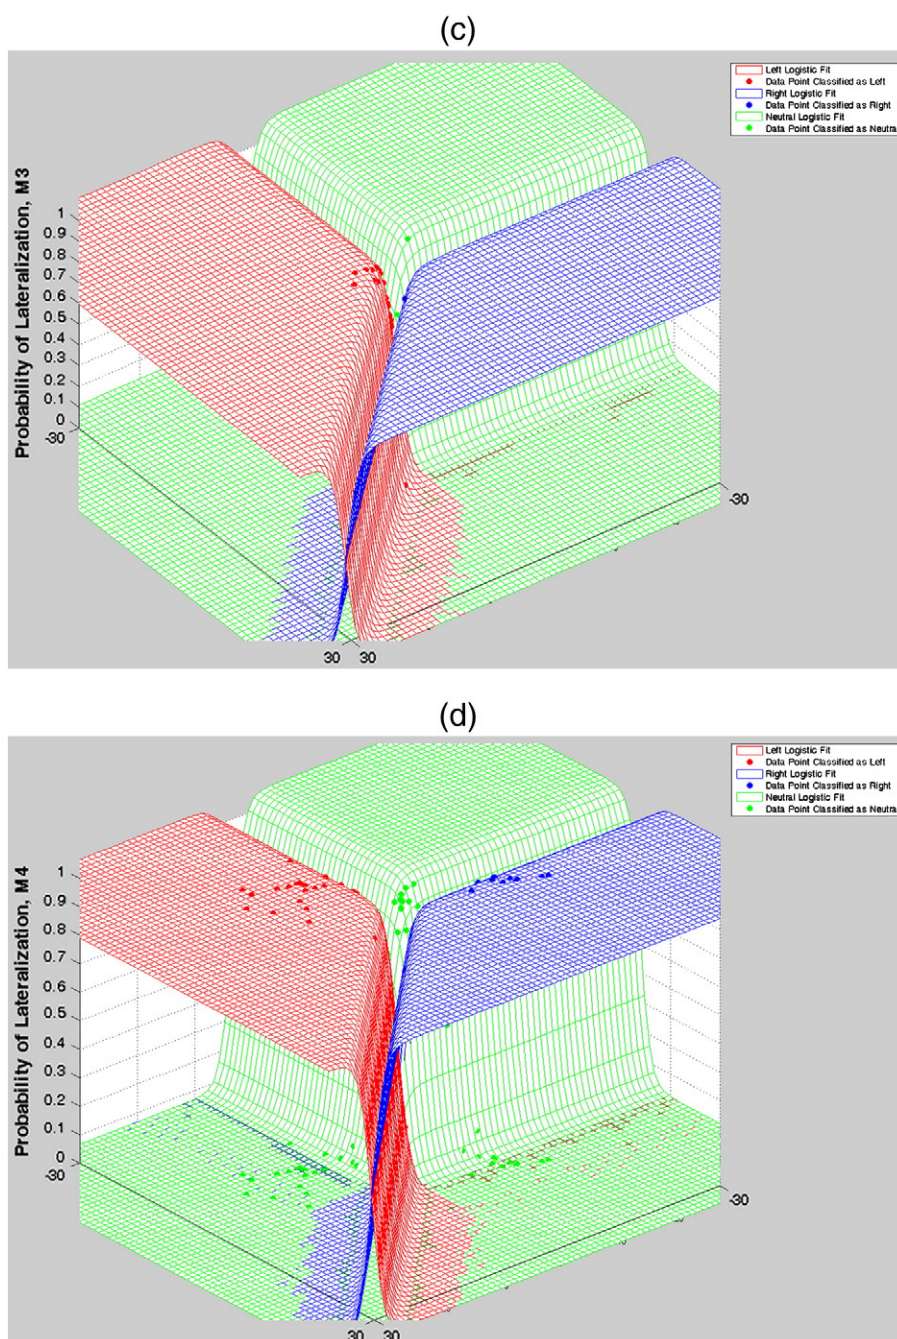 (c)
Left Logistic Fit
Data Point Classified as Left
Right Logistic Fit
Data Point Classified as Right
Neutral Logistic Fit
Data Point Classified as Neutra
Probability of Lateralization, M3
1
0.9
0.8
0.7
0.6
0.5
0.4
0.3
0.2
0.1
0
-30
-30
30 30
(d)
Left Logistic Fit
Data Point Classified as Left
Right Logistic Fit
Data Point Classified as Right
Neutral Logistic Fit
Data Point Classified as Neutra
Probability of Lateralization, M4
1
0.9
0.8
0.7
0.6
0.5
0.4
0.3
0.2
0.1
0
-30
-30
30 30